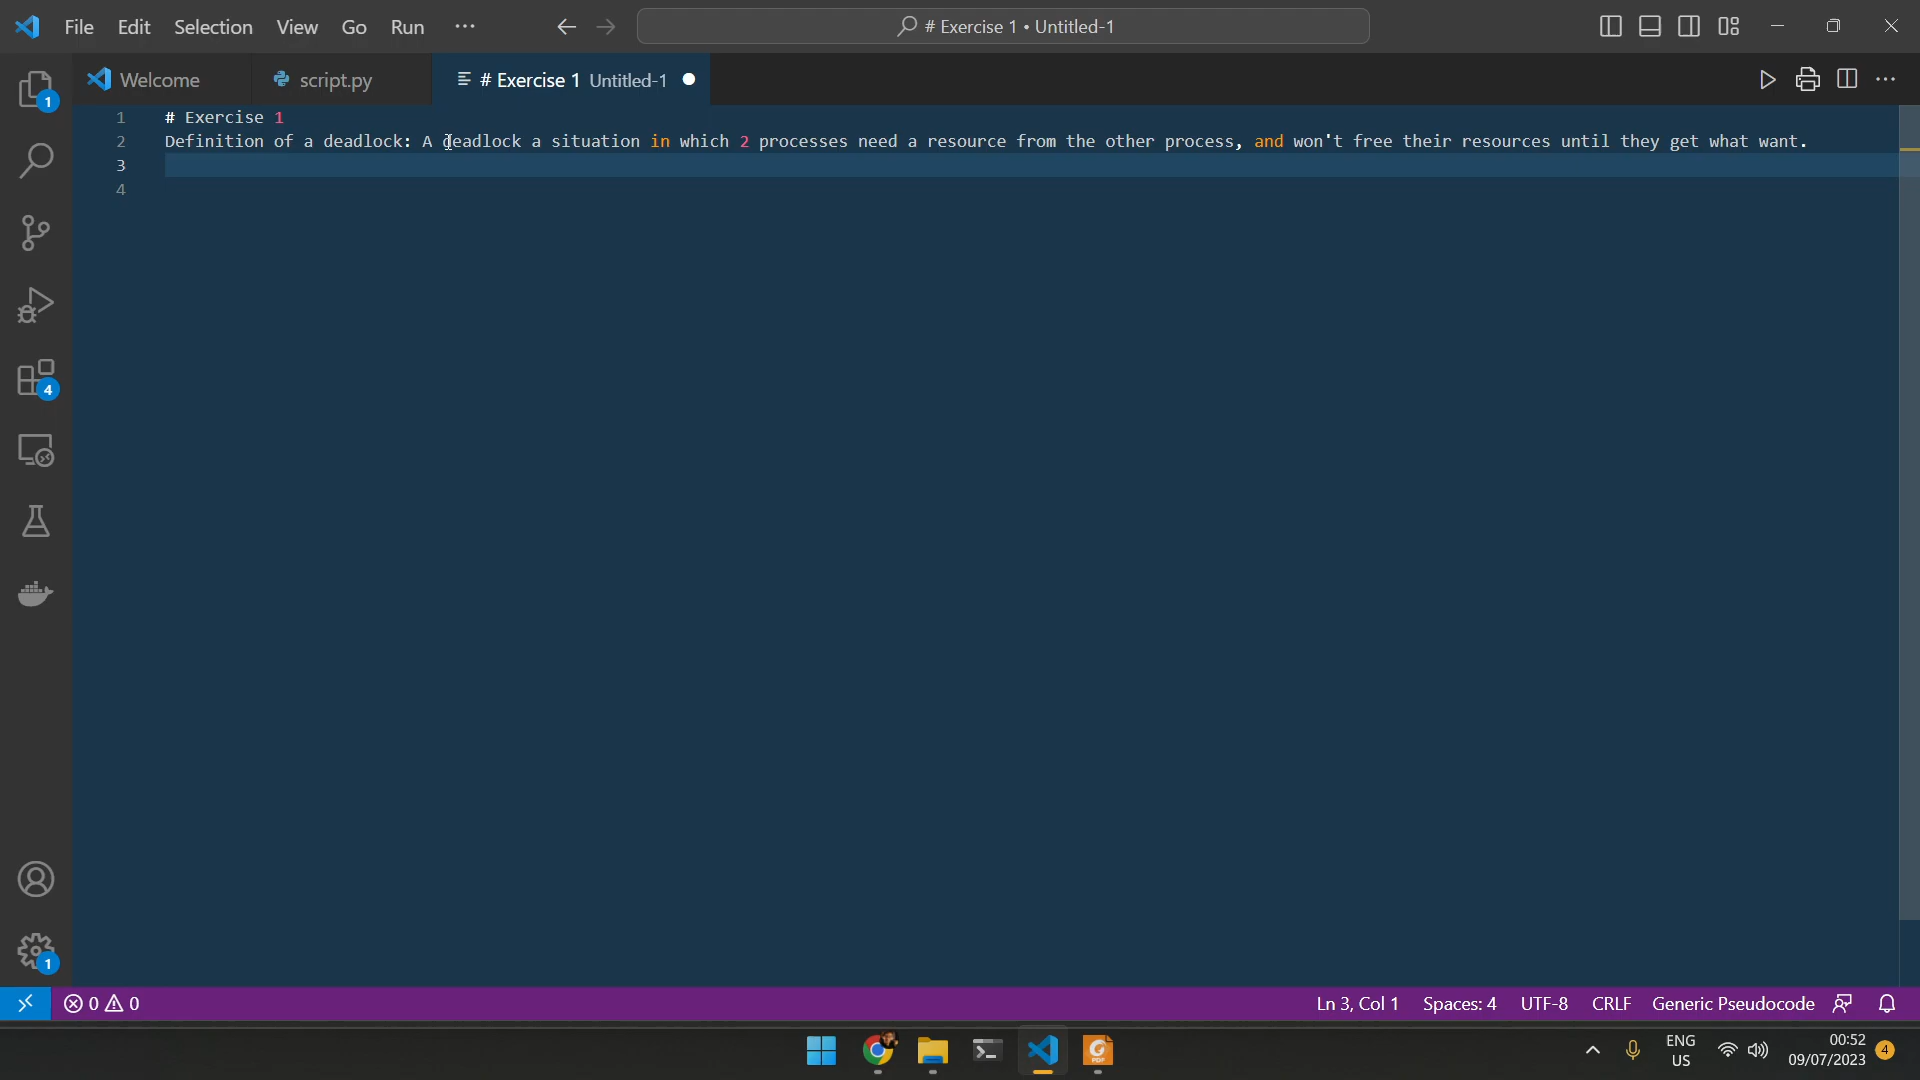 File Edit Selection View Go Run ··· # Exercise 1 • Untitled-1
Welcome script.py # Exercise 1 Untitled-1
1 # Exercise 1
2 Definition of a deadlock: A deadlock a situation in which 2 processes need a resource from the other process, and won't free their resources until they get what want.
3
4
1
4
1
0 0 Ln 3, Col 1 Spaces: 4 UTF-8 CRLF Generic Pseudocode
ENG
US
00:52
09/07/2023
4
PDF